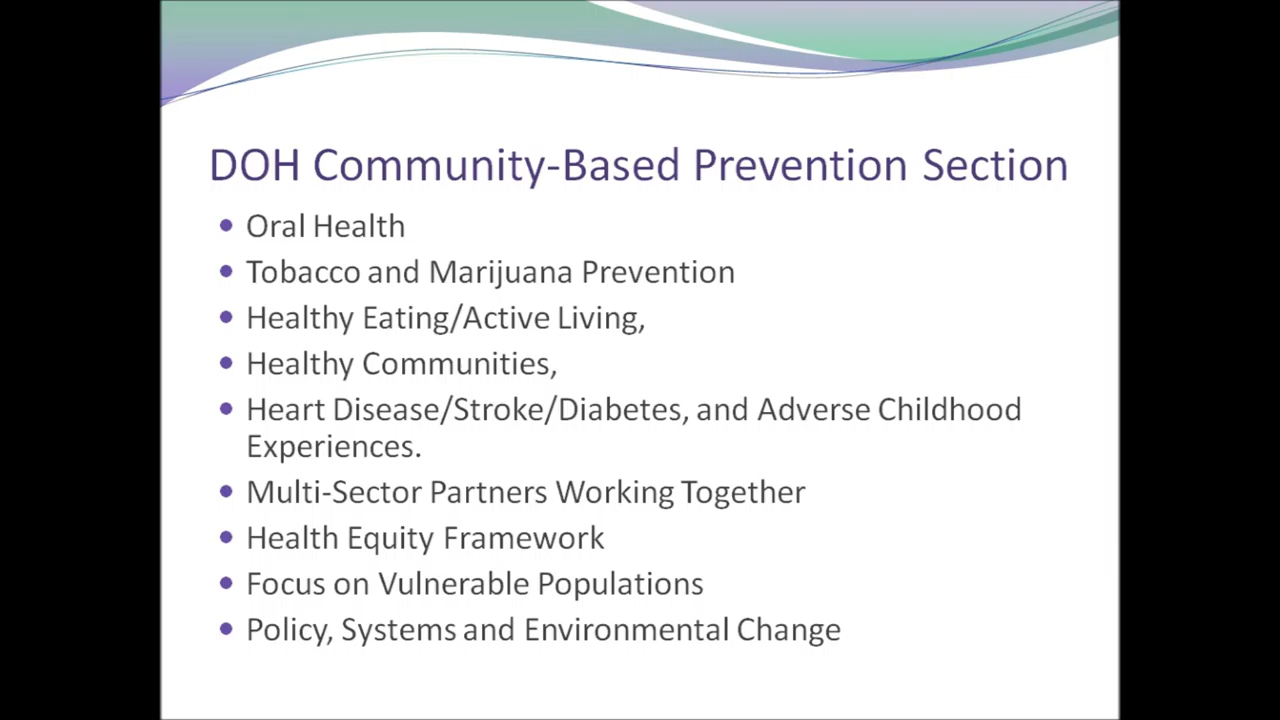 DOH Community-Based Prevention Section
Oral Health
Tobacco and Marijuana Prevention
Healthy Eating/Active Living,
Healthy Communities,
Heart Disease/Stroke/Diabetes, and Adverse Childhood
Experiences.
Multi-Sector Partners Working Together
Health Equity Framework
Focus on Vulnerable Populations
Policy, Systems and Environmental Change